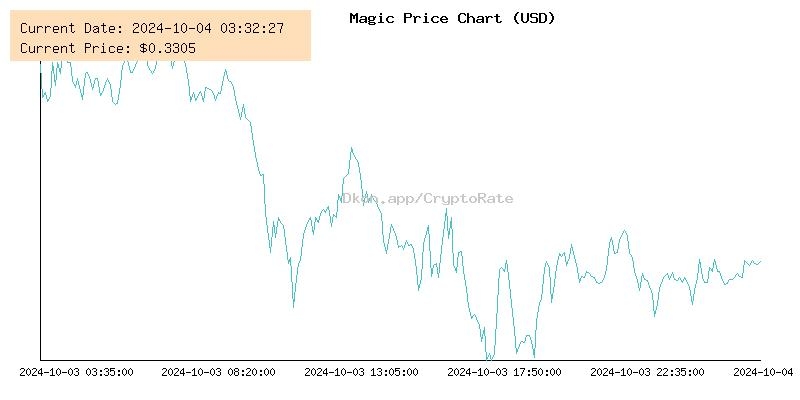 Magic Price Chart (USD)
Current Date: 2024-10-04 03:32:27
Current Price: $0.3305
Dkon.app/CryptoRate
2024-10-03 03:35:00 2024-10-03 08:20:00 2024-10-03 13:05:00 2024-10-03 17:50:00 2024-10-03 22:35:00 2024-10-04